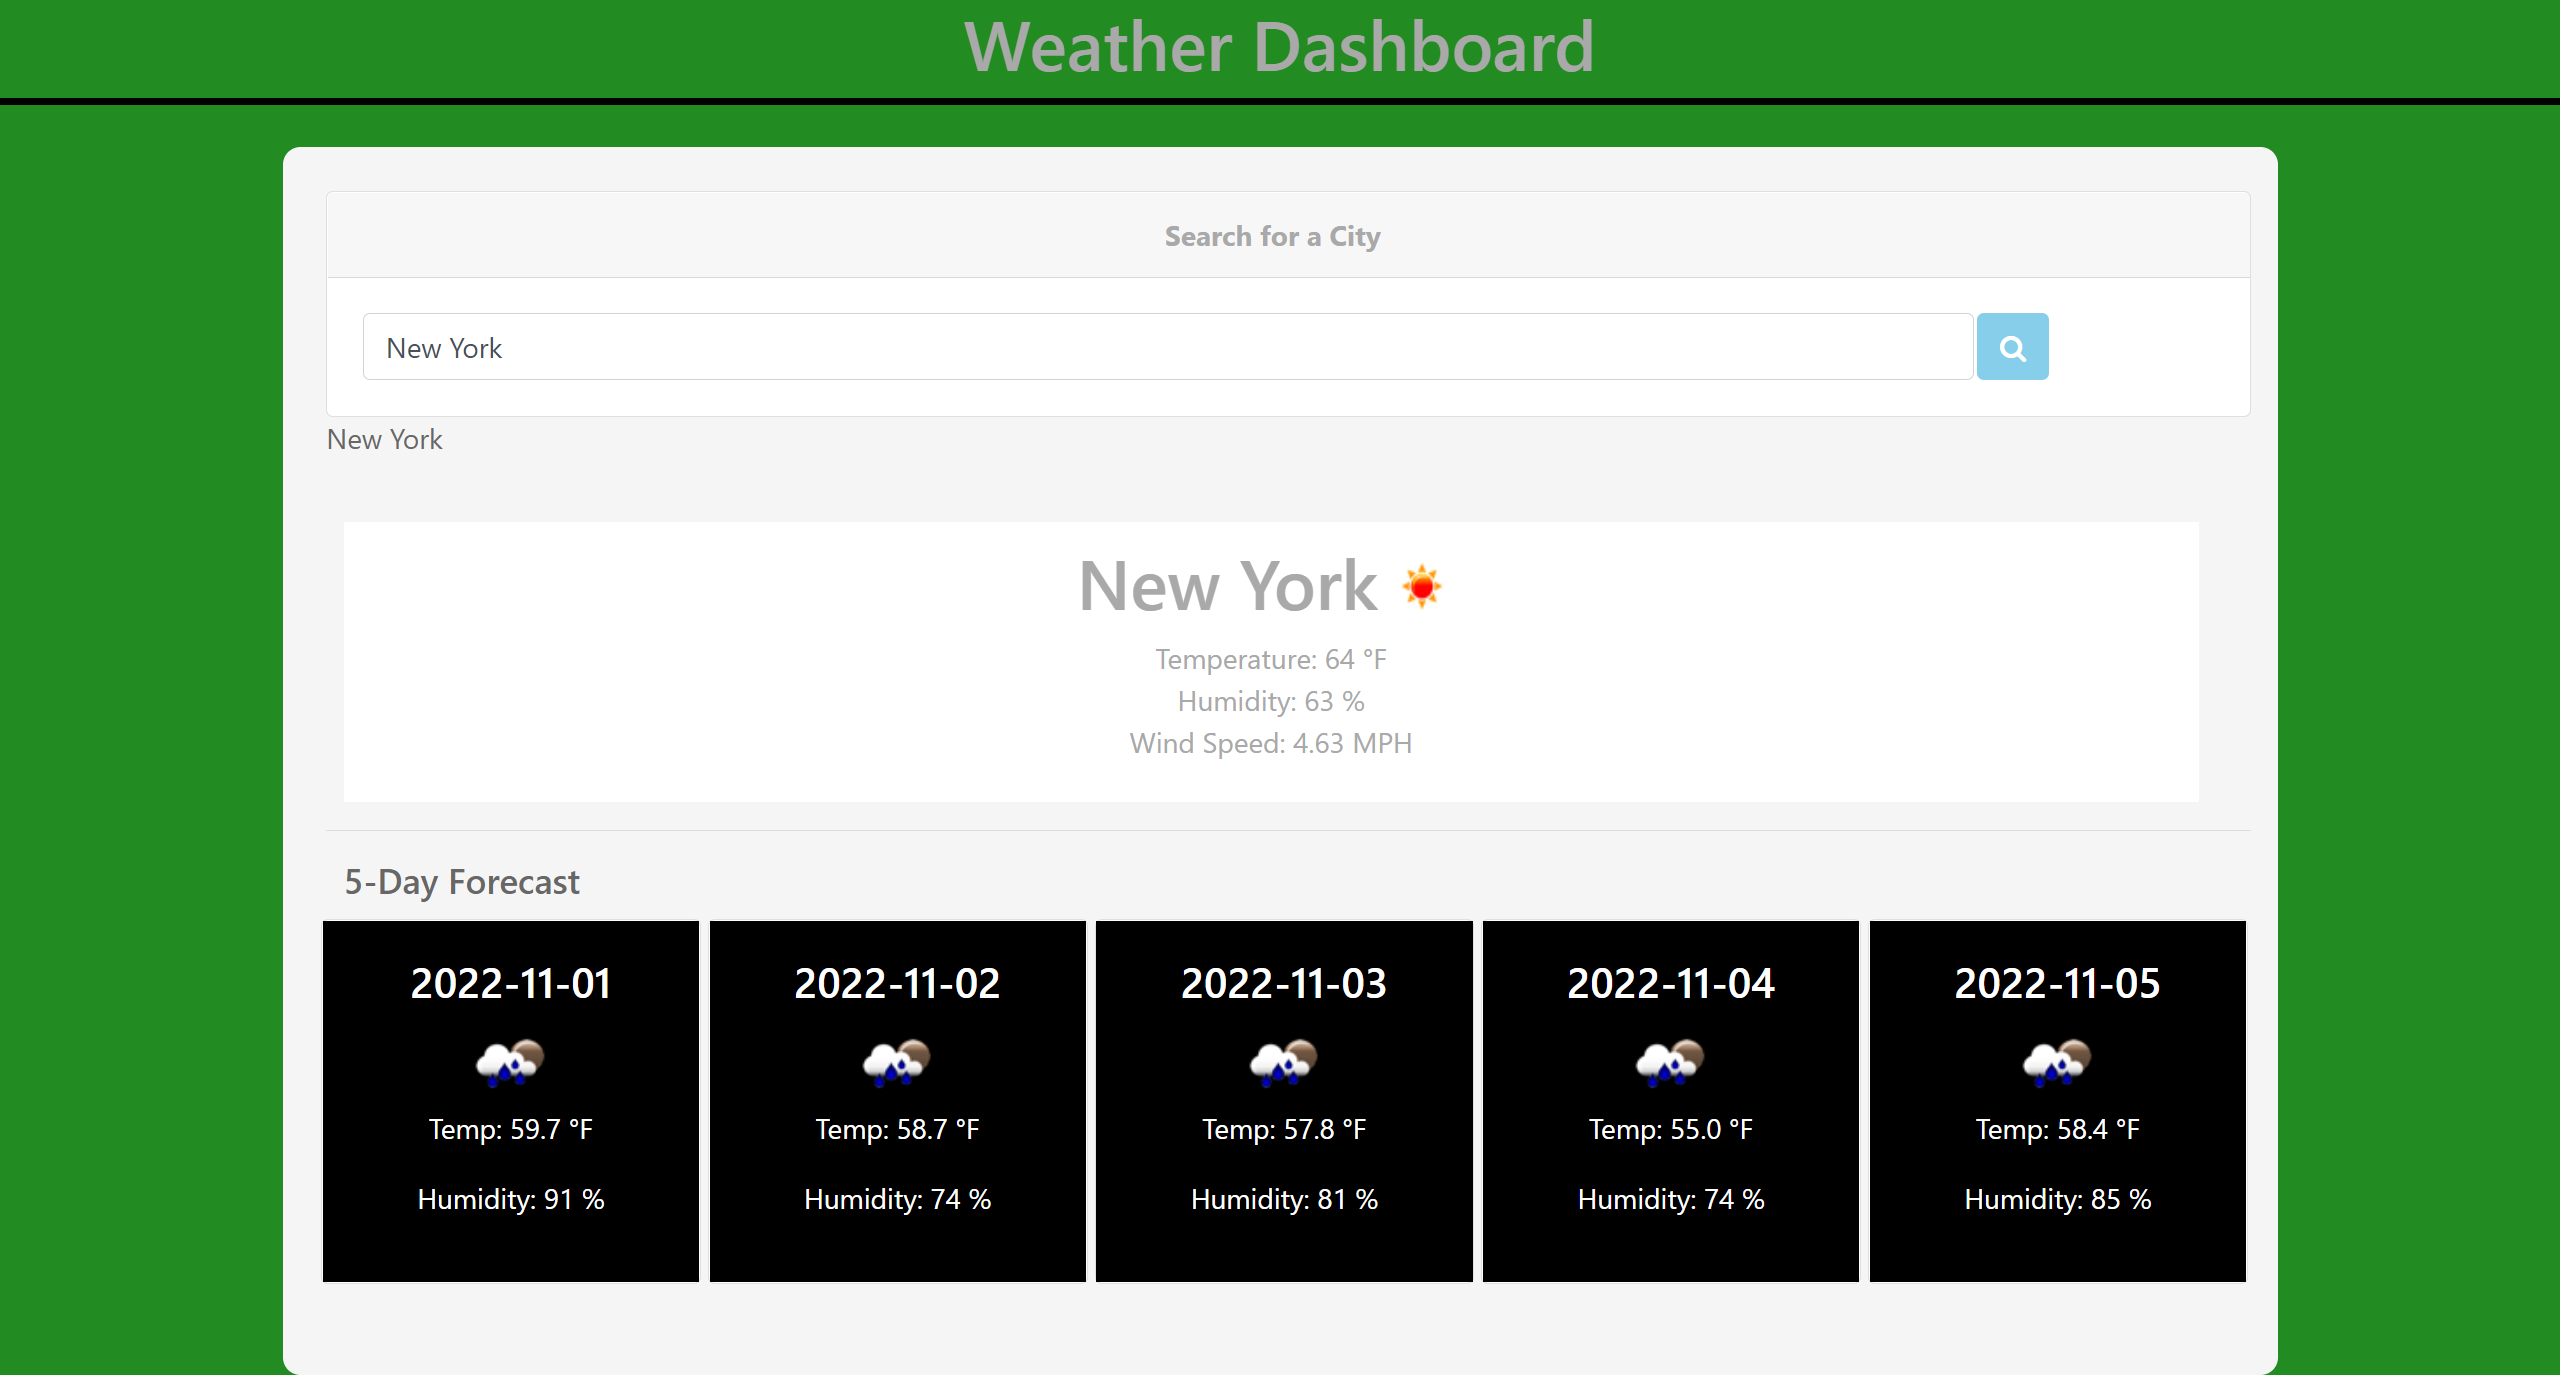 Weather Dashboard
Search for a City
New York
New York
New York
Temperature: 64 °F
Humidity: 63 %
Wind Speed: 4.63 MPH
5-Day Forecast
2022-11-01
Temp: 59.7 °F
Humidity: 91 %
2022-11-02
Temp: 58.7 °F
Humidity: 74 %
2022-11-03
Temp: 57.8 °F
Humidity: 81 %
2022-11-04
Temp: 55.0 °F
Humidity: 74 %
2022-11-05
Temp: 58.4 °F
Humidity: 85 %